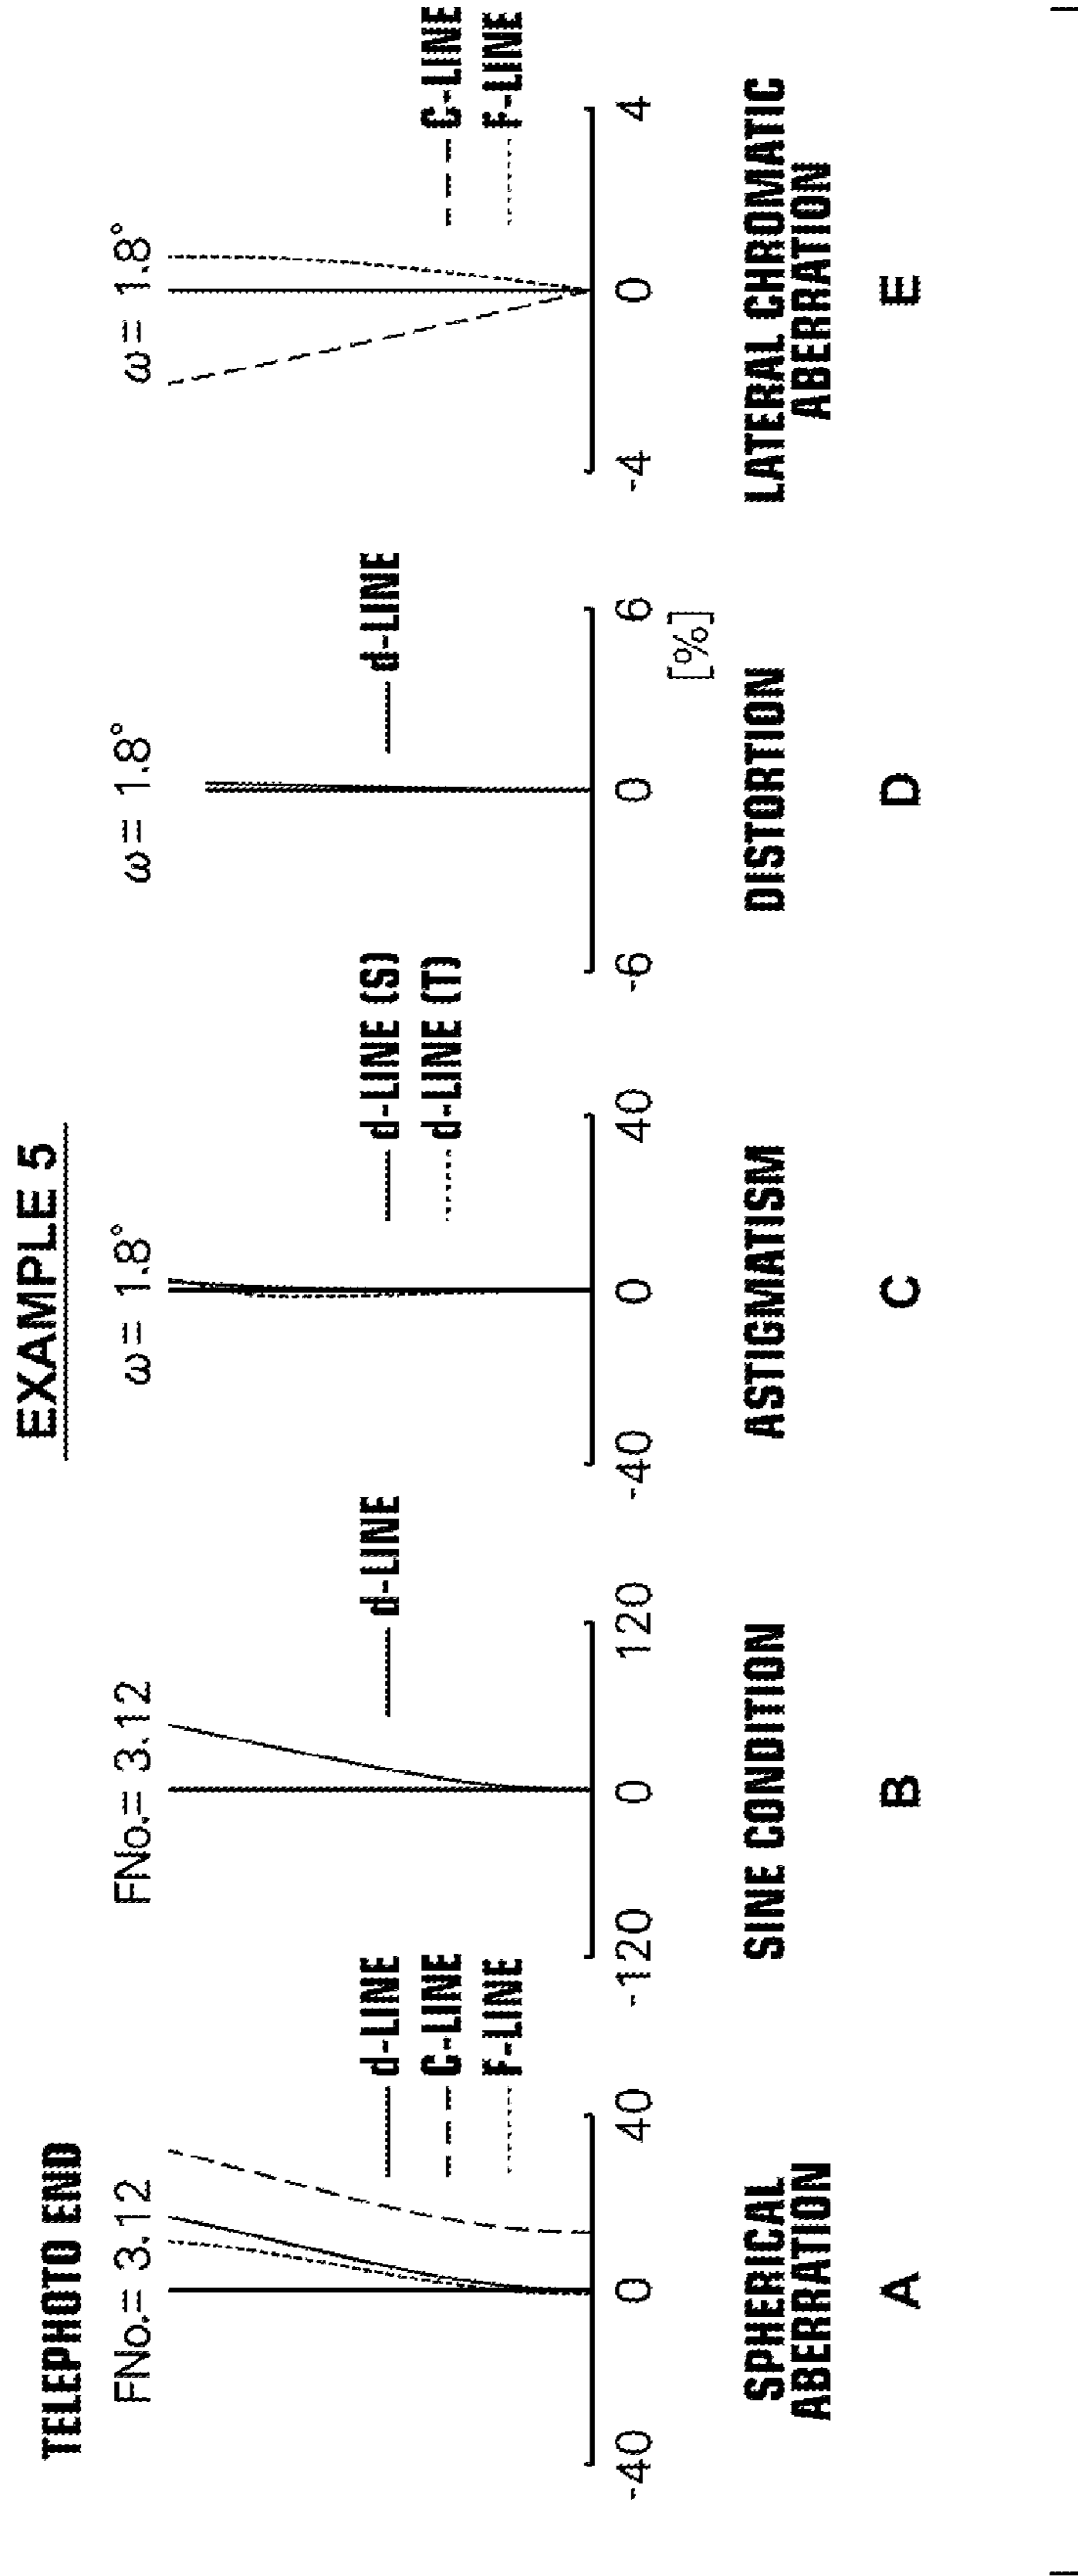 EXAMPLE 5
TELEPHOTO END
FNo.= 3.12
d-LINE
C-LINE
F-LINE
-40 0 40
SPHERICAL
ABERRATION
A
FNo.= 3.12
d-LINE
-120 0 120
SINE CONDITION
B
ω= 1.8°
d-LINE (S)
d-LINE (T)
-40 0 40
ASTIGMATISM
C
ω= 1.8°
d-LINE
-6 0 6
[%]
DISTORTION
D
ω= 1.8°
C-LINE
F-LINE
-4 0 4
LATERAL CHROMATIC
ABERRATION
E